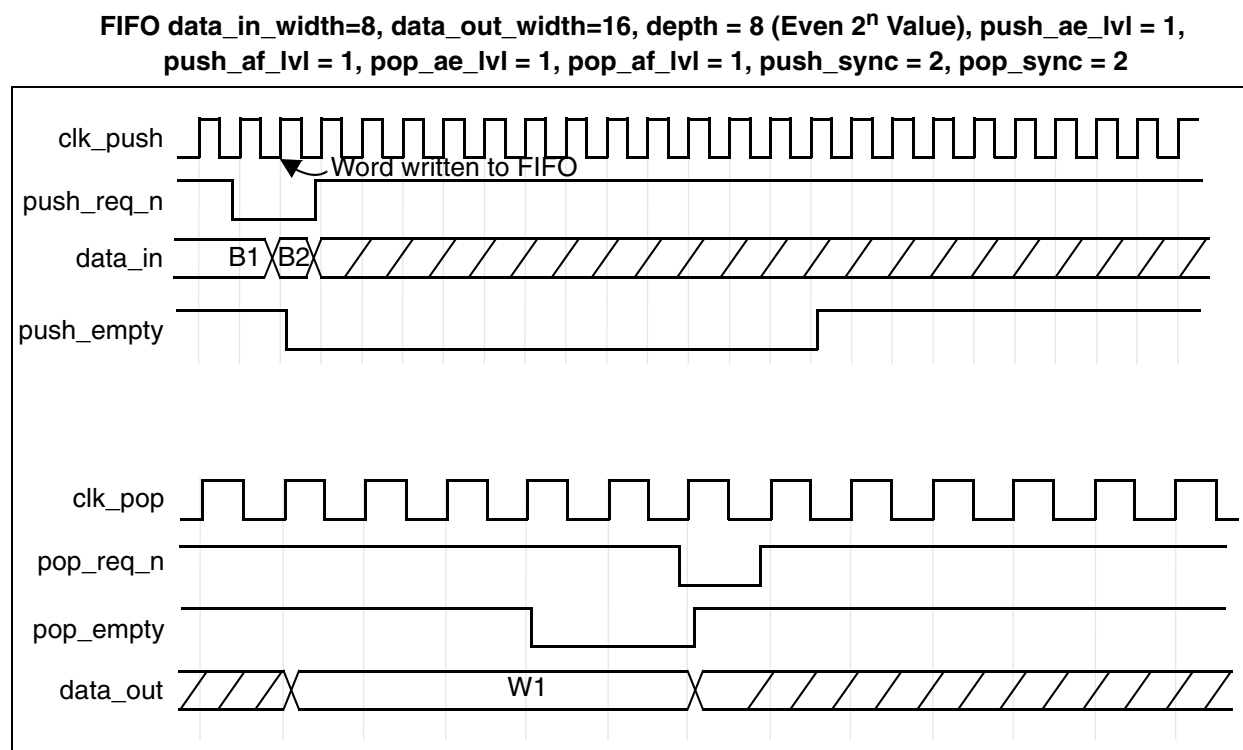 FIFO data_in_width=8, data_out_width=16, depth = 8 (Even 2ⁿ Value), push_ae_lvl = 1,
push_af_lvl = 1, pop_ae_lvl = 1, pop_af_lvl = 1, push_sync = 2, pop_sync = 2
clk_push
Word written to FIFO
push_req_n
data_in B1 B2
push_empty
clk_pop
pop_req_n
pop_empty
data_out W1